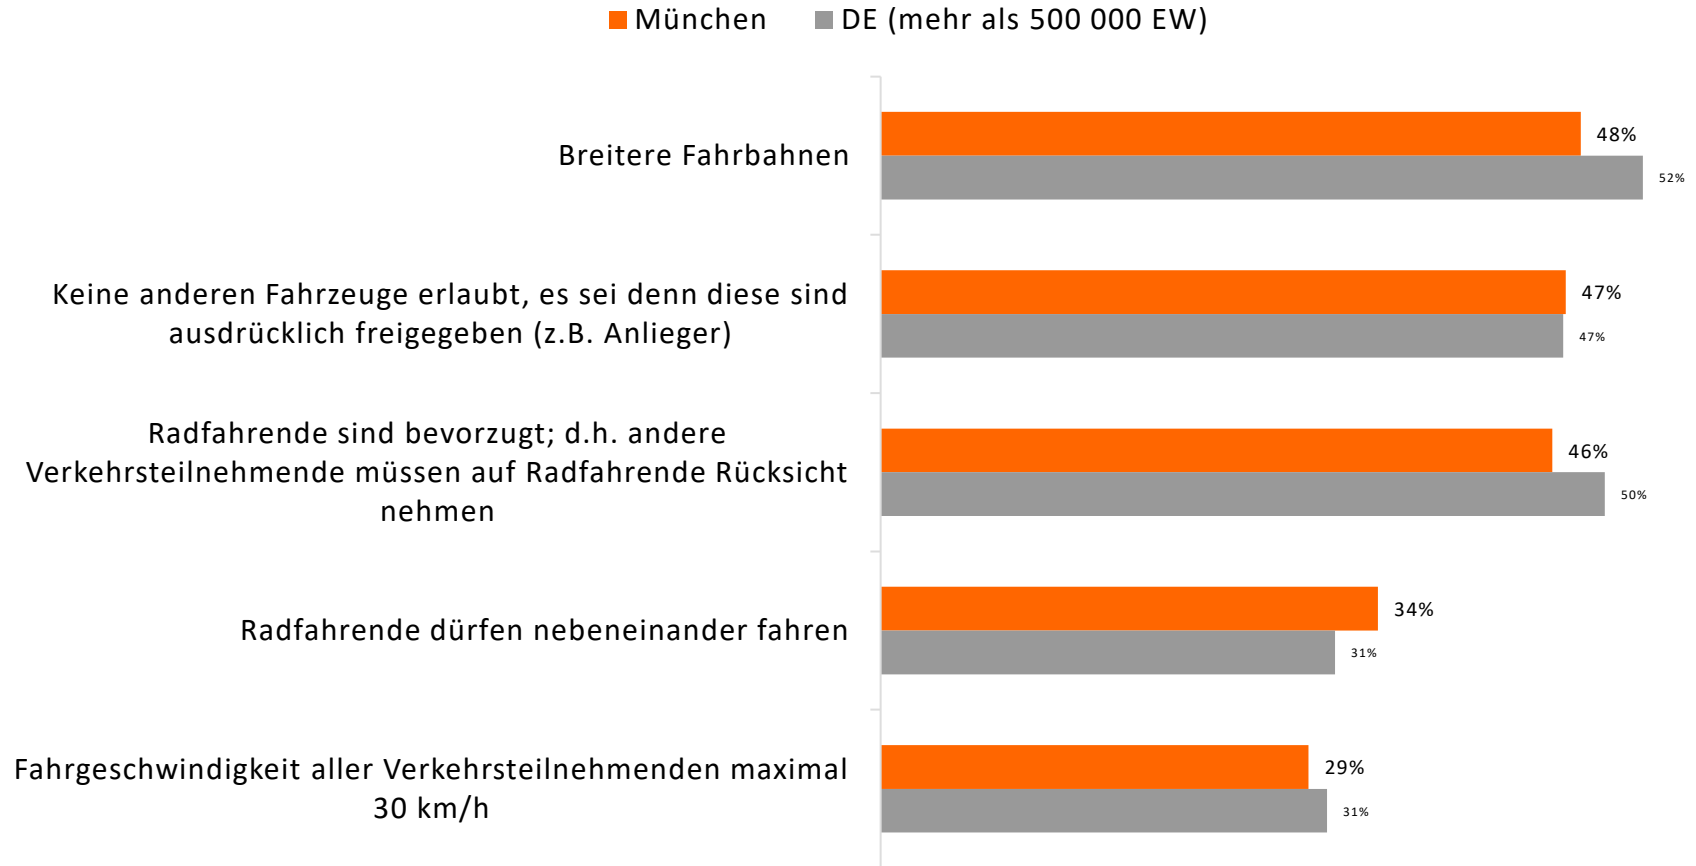 München DE (mehr als 500 000 EW)
Breitere Fahrbahnen
48%
52%
Keine anderen Fahrzeuge erlaubt, es sei denn diese sind
ausdrücklich freigegeben (z.B. Anlieger)
47%
47%
Radfahrende sind bevorzugt; d.h. andere
Verkehrsteilnehmende müssen auf Radfahrende Rücksicht
nehmen
46%
50%
Radfahrende dürfen nebeneinander fahren
34%
31%
Fahrgeschwindigkeit aller Verkehrsteilnehmenden maximal
30 km/h
29%
31%